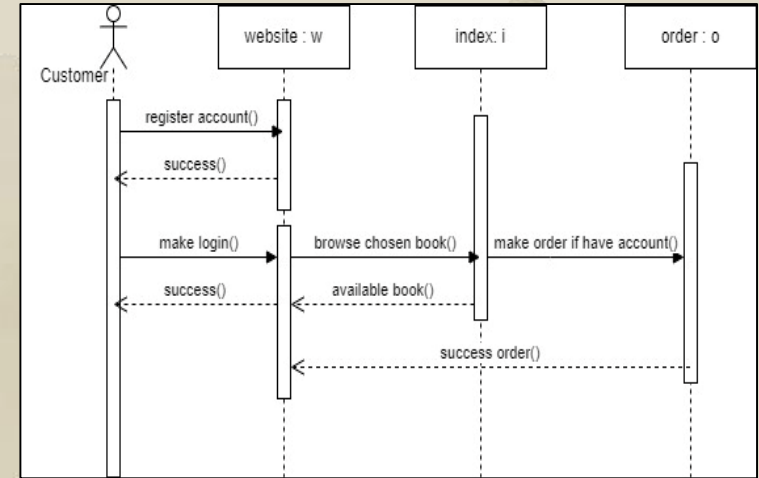 website : w
index: i
order : o
Customer
register account()
success()
make login()
browse chosen book()
make order if have account()
success()
available book()
success order()